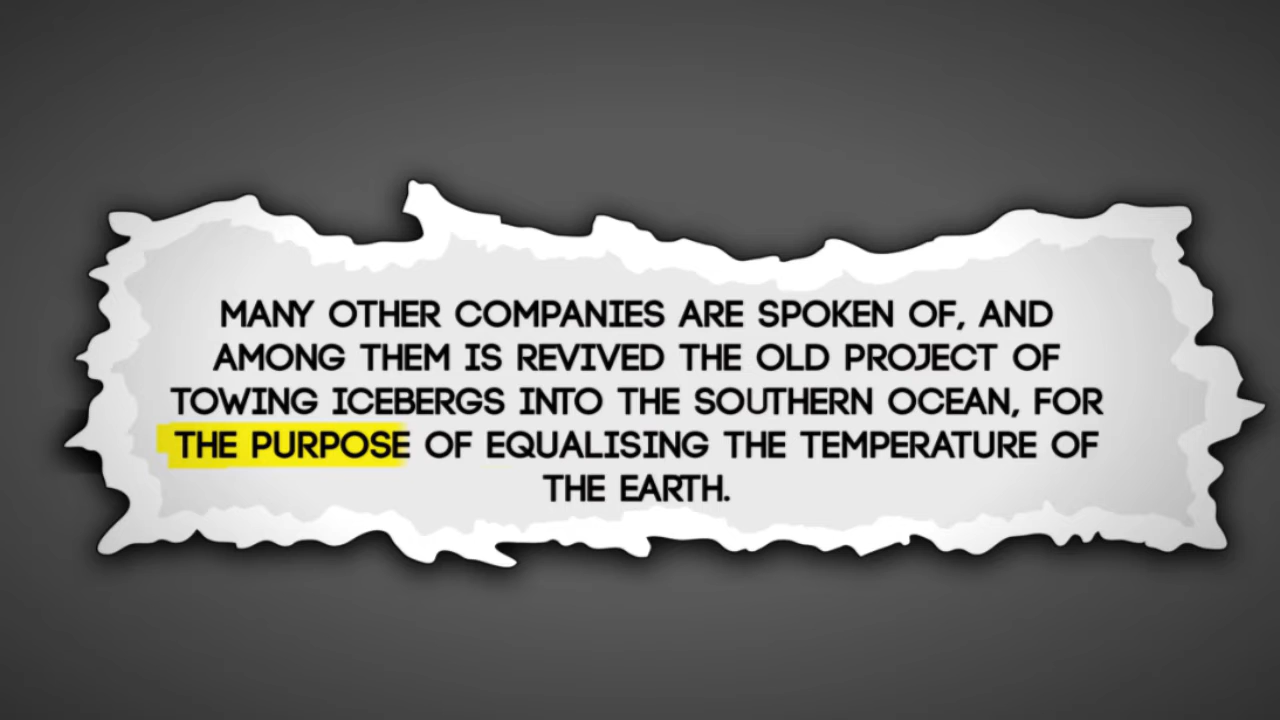 MANY OTHER COMPANIES ARE SPOKEN OF, AND
AMONG THEM IS REVIVED THE OLD PROJECT OF
TOWING ICEBERGS INTO THE SOUTHERN OCEAN, FOR
THE PURPOSE OF EQUALISING THE TEMPERATURE OF
THE EARTH.